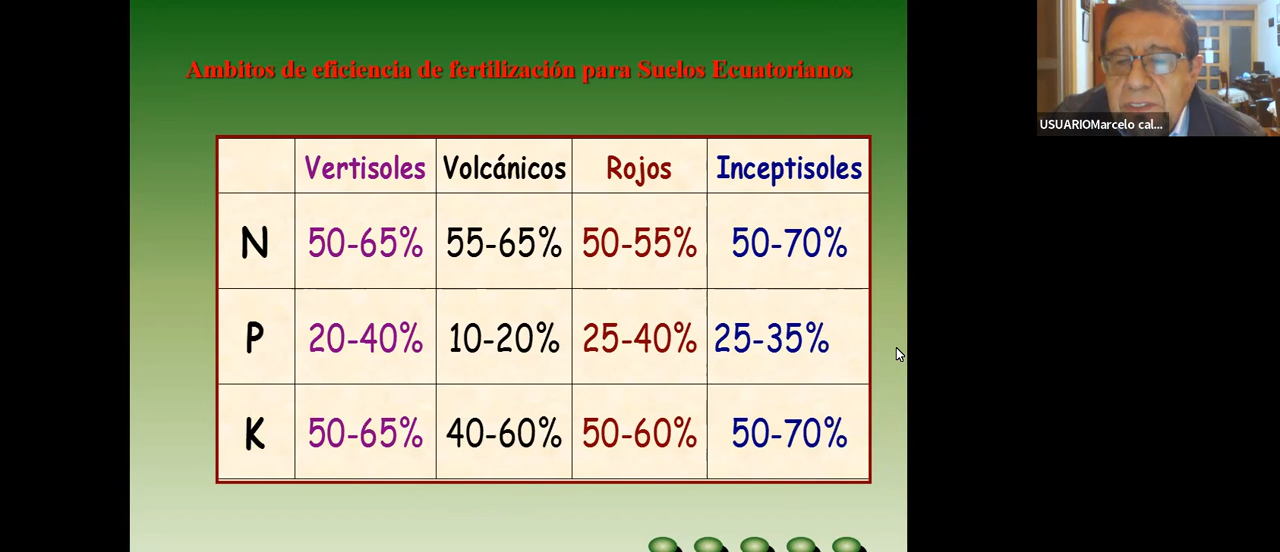 Ambitos de eficiencia de fertilización para Suelos Ecuatorianos
USUARIOMarcelo cal...
Vertisoles Volcánicos Rojos Inceptisoles
N 50-65% 55-65% 50-55% 50-70%
P 20-40% 10-20% 25-40% 25-35%
K 50-65% 40-60% 50-60% 50-70%